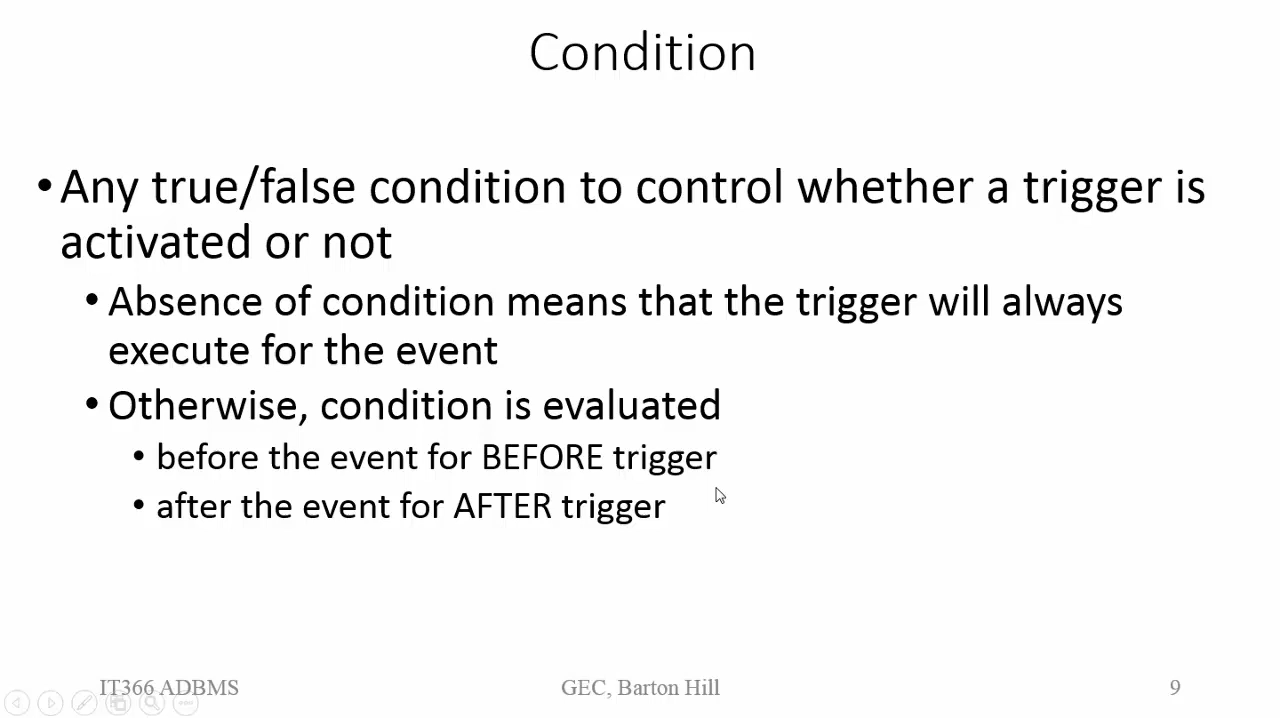 Condition
• Any true/false condition to control whether a trigger is
activated or not
• Absence of condition means that the trigger will always
execute for the event
• Otherwise, condition is evaluated
• before the event for BEFORE trigger
• after the event for AFTER trigger
IT366 ADBMS
GEC, Barton Hill
9